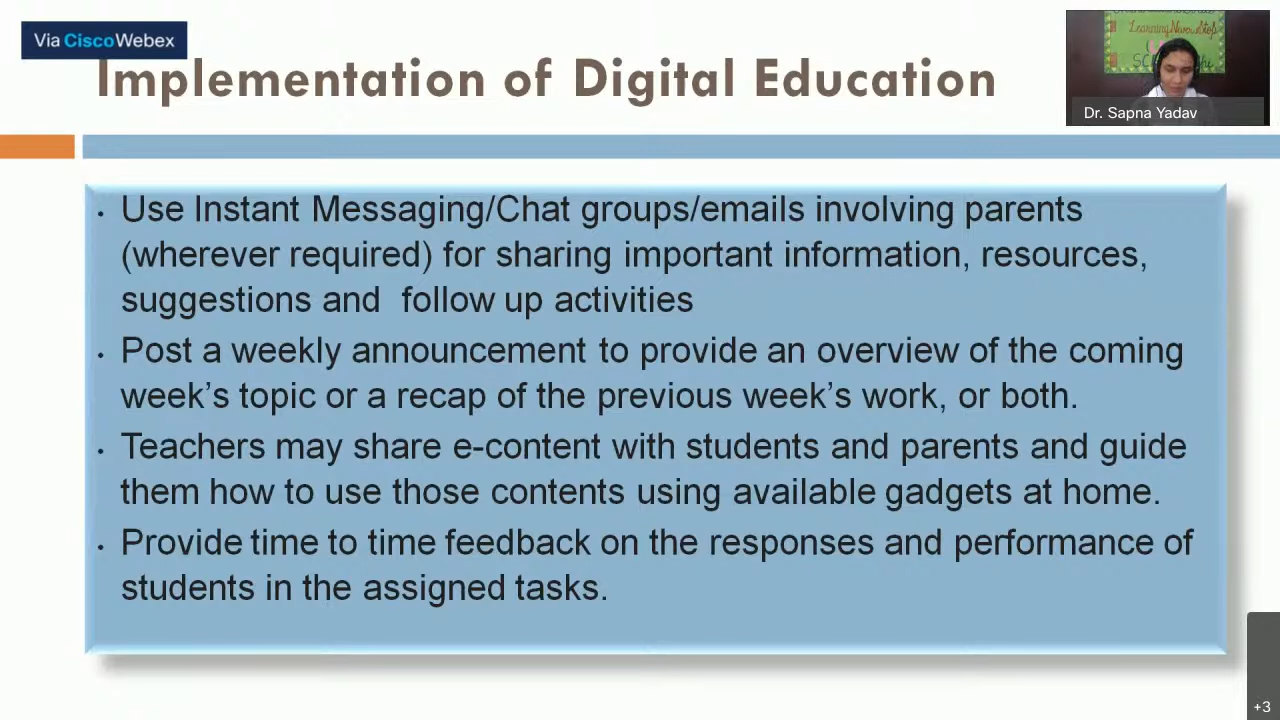 Via CiscoWebex
Implementation of Digital Education
Learning Never Stop
Dr. Sapna Yadav
• Use Instant Messaging/Chat groups/emails involving parents
(wherever required) for sharing important information, resources,
suggestions and follow up activities
• Post a weekly announcement to provide an overview of the coming
week’s topic or a recap of the previous week’s work, or both.
• Teachers may share e-content with students and parents and guide
them how to use those contents using available gadgets at home.
• Provide time to time feedback on the responses and performance of
students in the assigned tasks.
+3